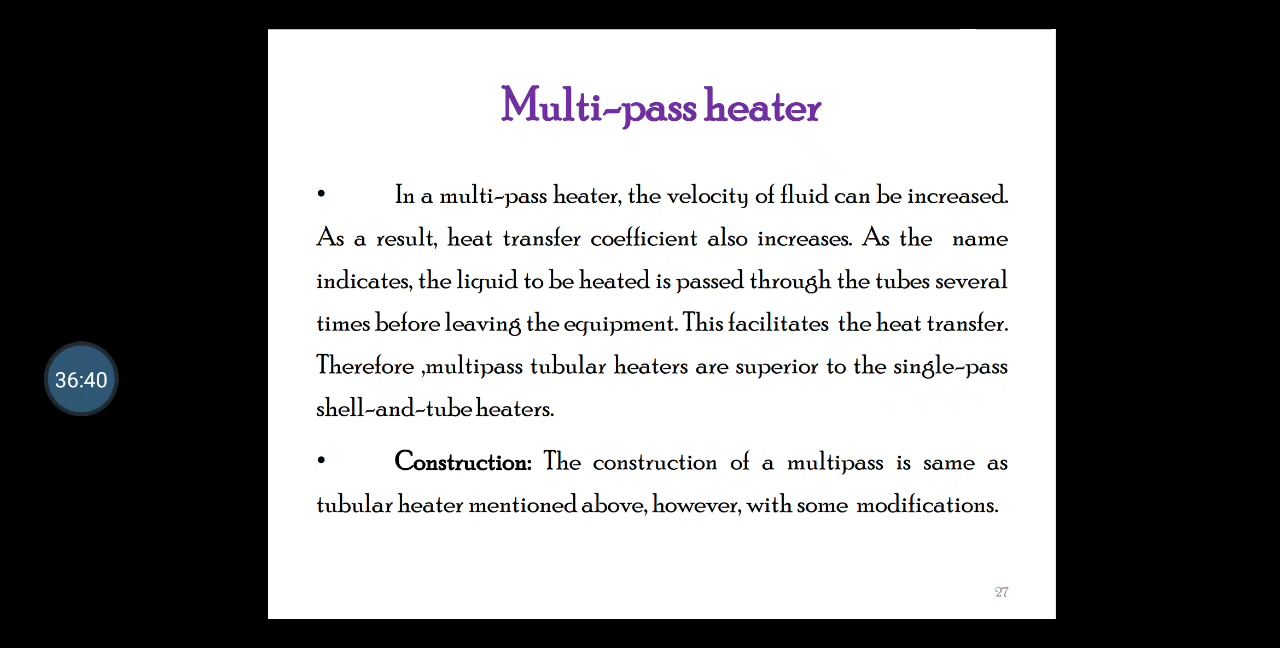 Multi-pass heater
• In a multi-pass heater, the velocity of fluid can be increased.
As a result, heat transfer coefficient also increases. As the name
indicates, the liquid to be heated is passed through the tubes several
times before leaving the equipment. This facilitates the heat transfer.
Therefore ,multipass tubular heaters are superior to the single-pass
shell-and-tube heaters.
36:40
• Construction: The construction of a multipass is same as
tubular heater mentioned above, however, with some modifications.
27